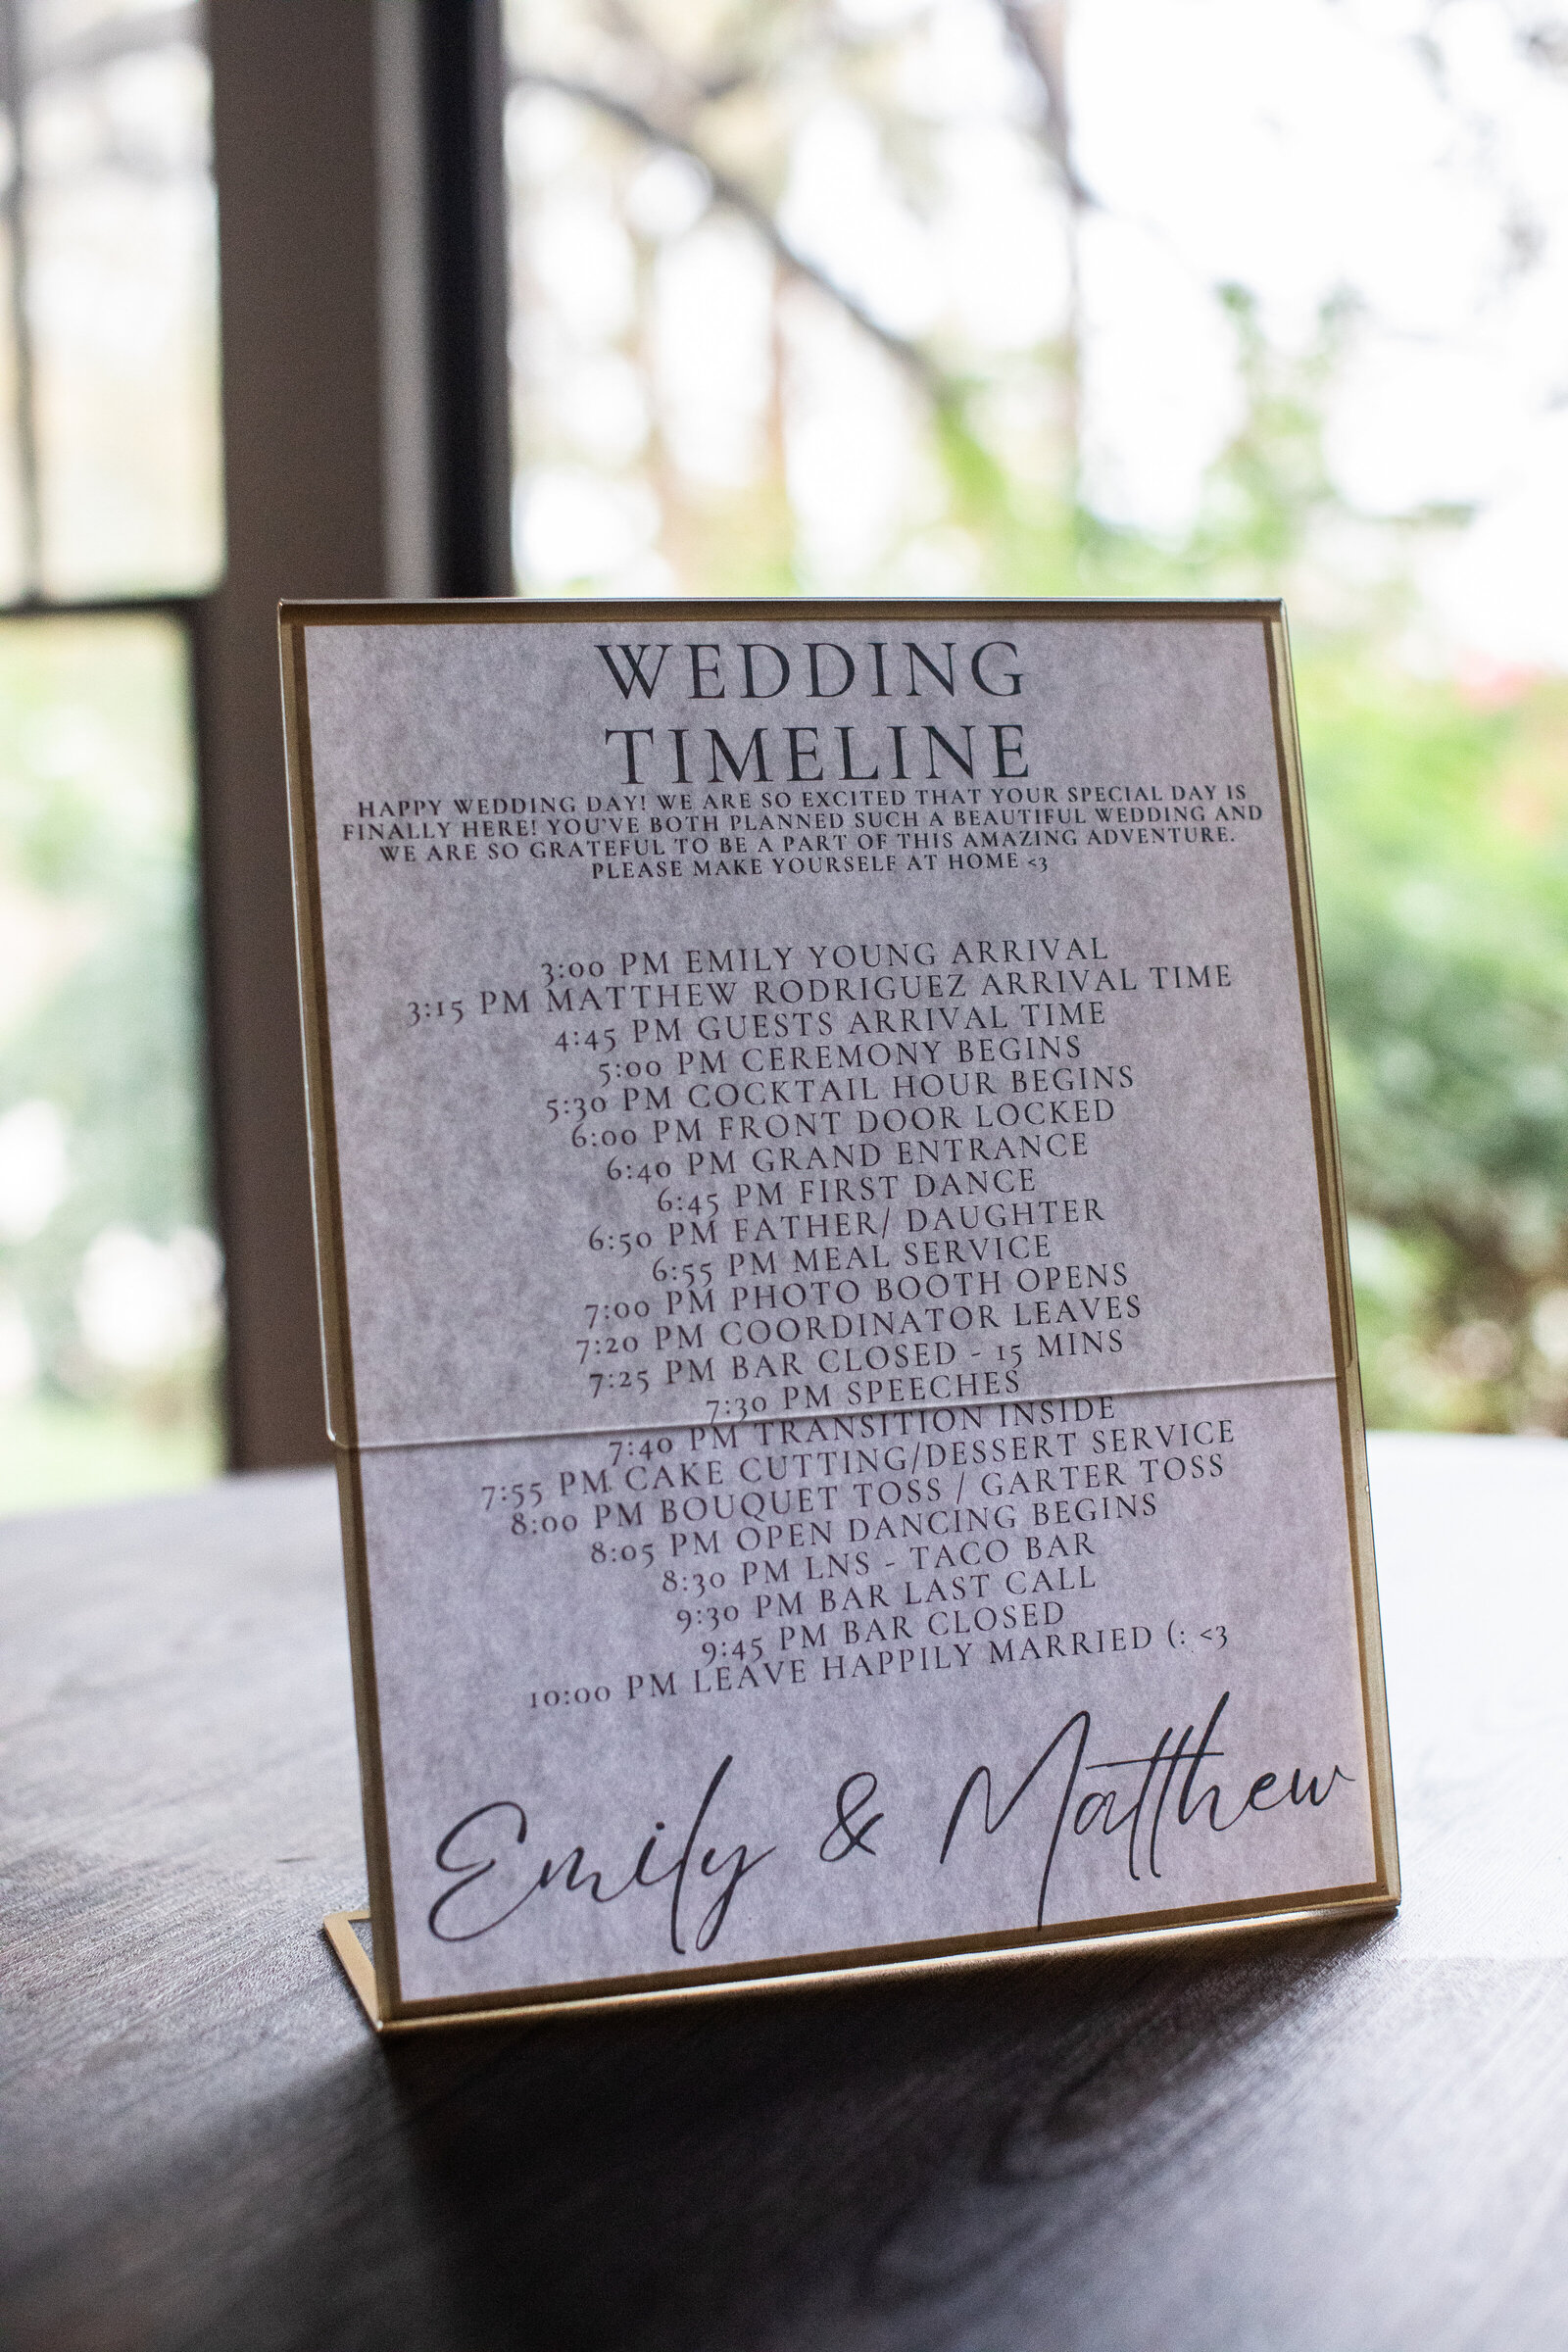 WEDDING
TIMELINE
HAPPY WEDDING DAY! WE ARE SO EXCITED THAT YOUR SPECIAL DAY IS
FINALLY HERE! YOU'VE BOTH PLANNED SUCH A BEAUTIFUL WEDDING AND
WE ARE SO GRATEFUL TO BE A PART OF THIS AMAZING ADVENTURE.
PLEASE MAKE YOURSELF AT HOME <3
3:00 PM EMILY YOUNG ARRIVAL
3:15 PM MATTHEW RODRIGUEZ ARRIVAL TIME
4:45 PM GUESTS ARRIVAL TIME
5:00 PM CEREMONY BEGINS
5:30 PM COCKTAIL HOUR BEGINS
6:00 PM FRONT DOOR LOCKED
6:40 PM GRAND ENTRANCE
6:45 PM FIRST DANCE
6:50 PM FATHER/ DAUGHTER
6:55 PM MEAL SERVICE
7:00 PM PHOTO BOOTH OPENS
7:20 PM COORDINATOR LEAVES
7:25 PM BAR CLOSED - 15 MINS
7:30 PM SPEECHES
7:40 PM TRANSITION INSIDE
7:55 PM CAKE CUTTING/DESSERT SERVICE
8:00 PM BOUQUET TOSS / GARTER TOSS
8:05 PM OPEN DANCING BEGINS
8:30 PM LNS - TACO BAR
9:30 PM BAR LAST CALL
9:45 PM BAR CLOSED
10:00 PM LEAVE HAPPILY MARRIED (: <3
Emily & Matthew